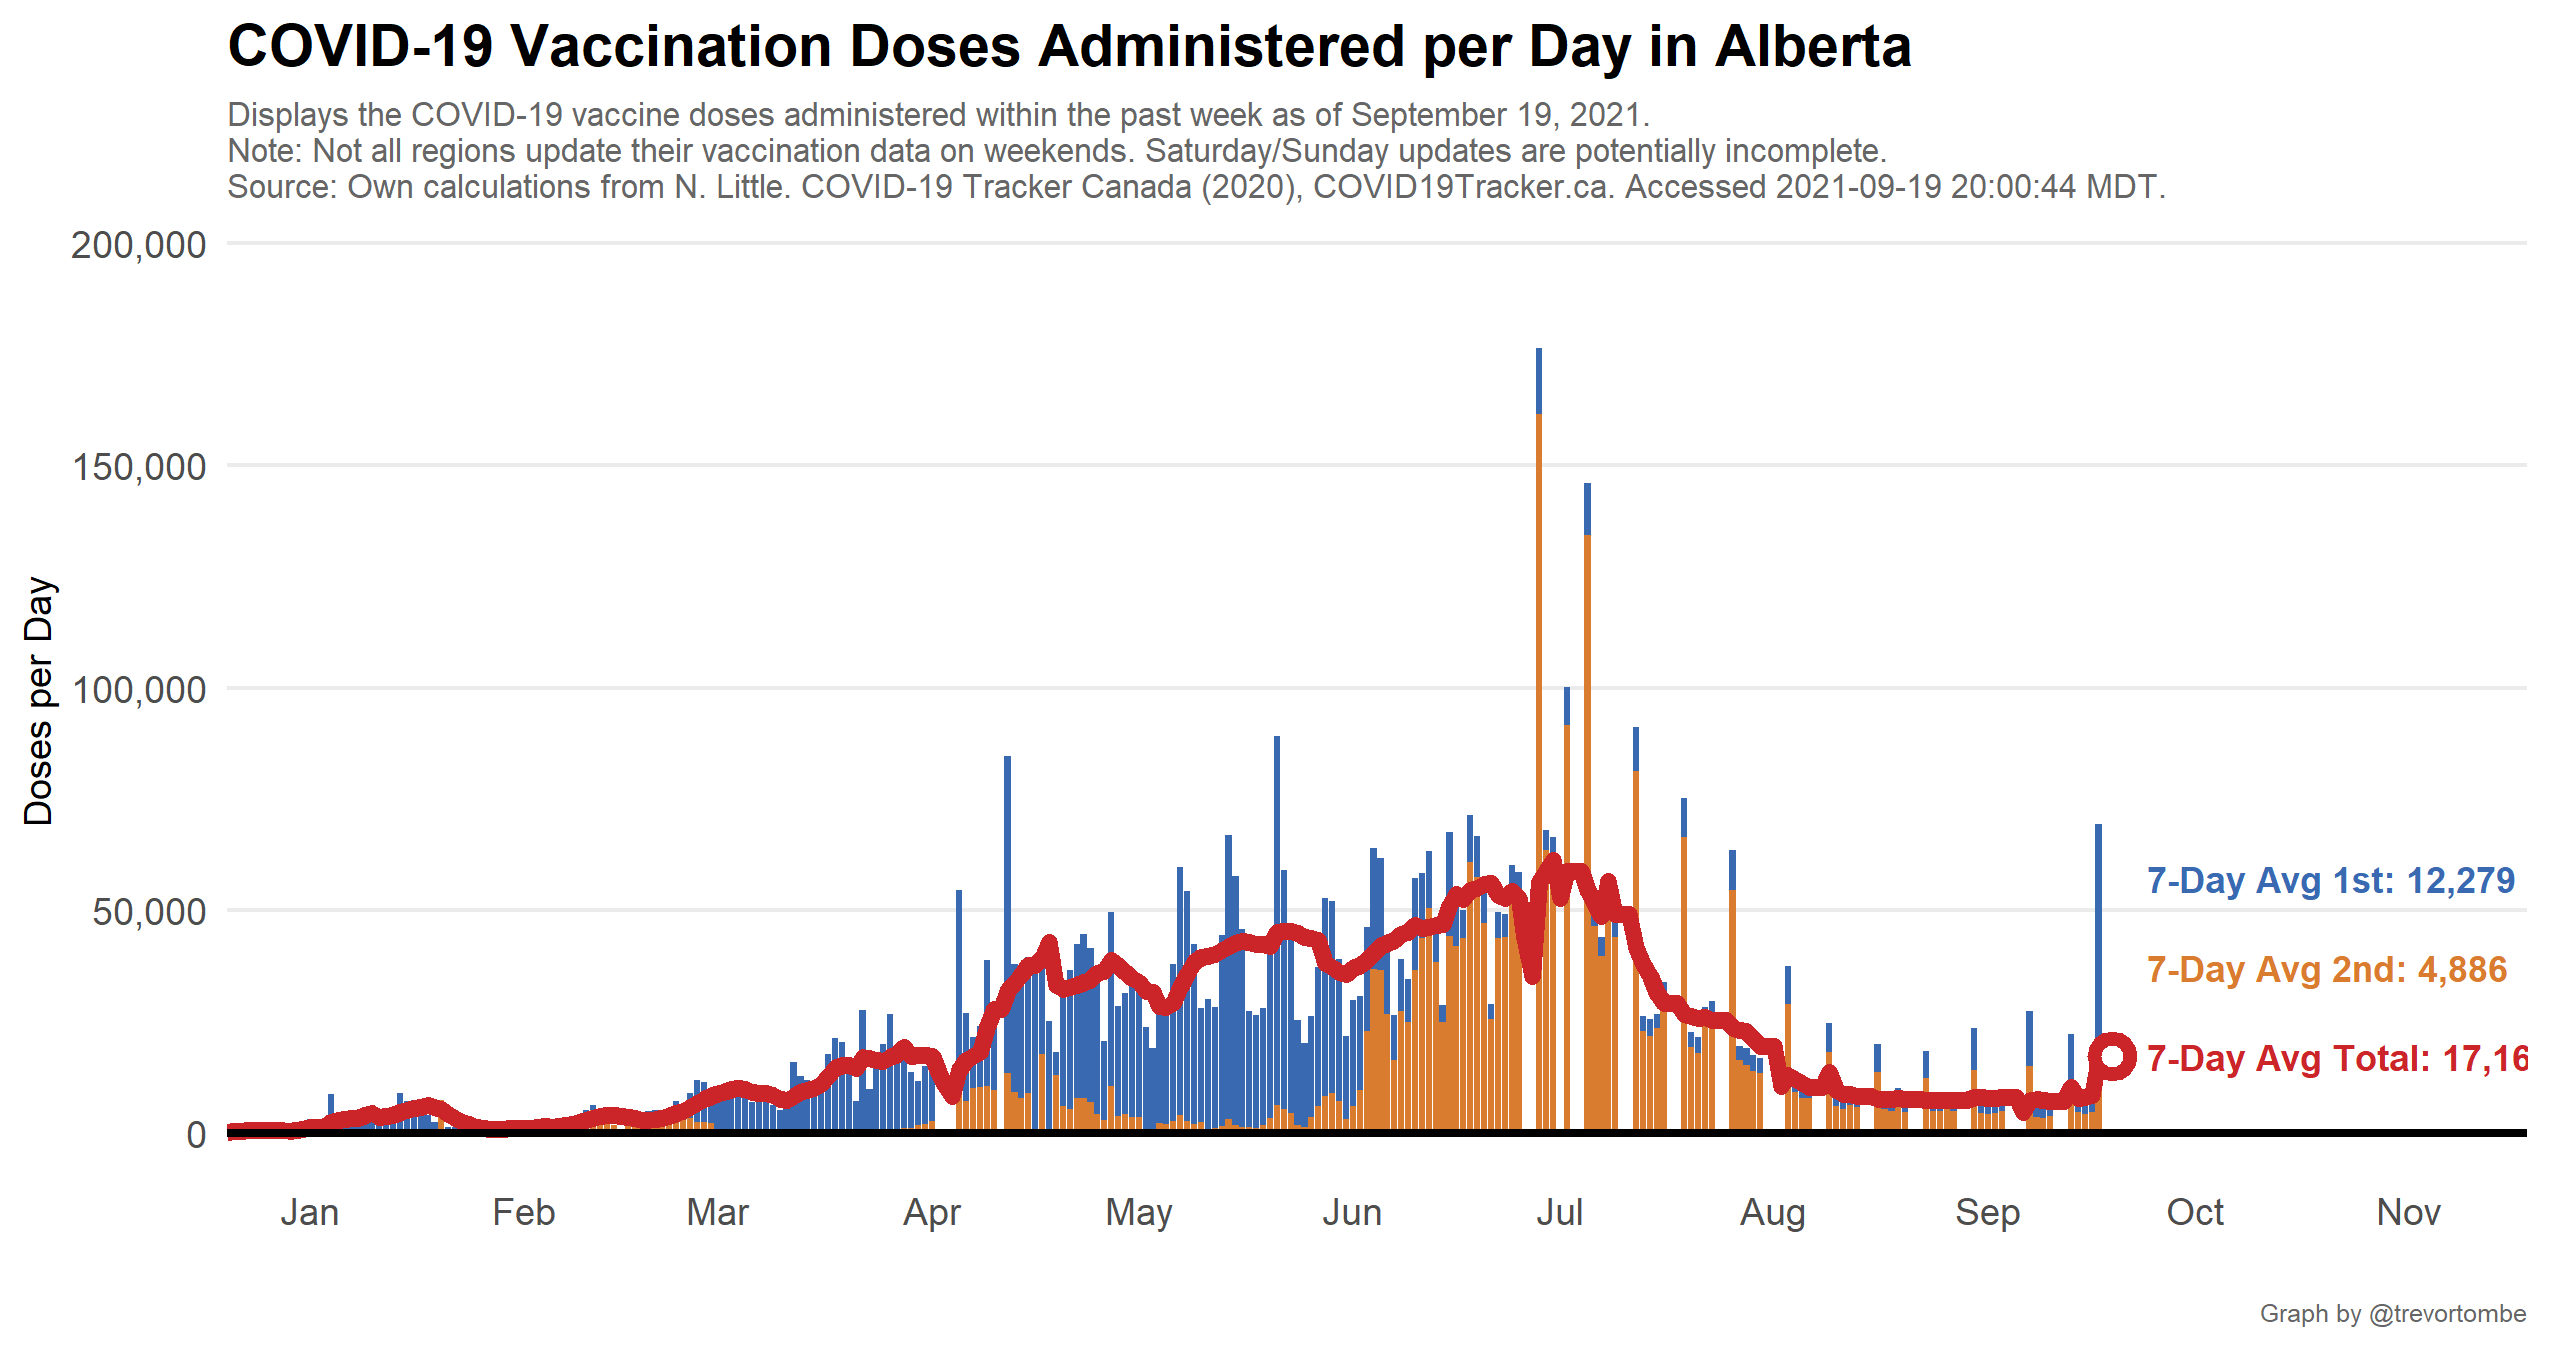 COVID-19 Vaccination Doses Administered per Day in Alberta
Displays the COVID-19 vaccine doses administered within the past week as of September 19, 2021.
Note: Not all regions update their vaccination data on weekends. Saturday/Sunday updates are potentially incomplete.
Source: Own calculations from N. Little. COVID-19 Tracker Canada (2020), COVID19Tracker.ca. Accessed 2021-09-19 20:00:44 MDT.
200,000
150,000
100,000
50,000
0
Doses per Day
7-Day Avg 1st: 12,279
7-Day Avg 2nd: 4,886
7-Day Avg Total: 17,16
Jan Feb Mar Apr May Jun Jul Aug Sep Oct Nov
Graph by @trevortombe